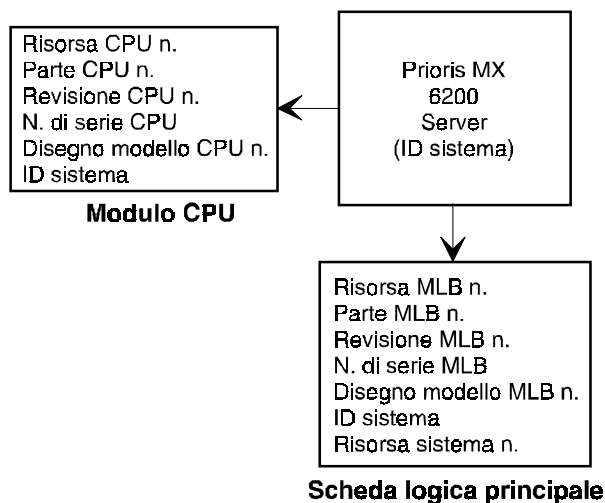 Risorsa CPU n.
Parte CPU n.
Revisione CPU n.
N. di serie CPU
Disegno modello CPU n.
ID sistema
Modulo CPU
Prioris MX
6200
Server
(ID sistema)
Risorsa MLB n.
Parte MLB n.
Revisione MLB n.
N. di serie MLB
Disegno modello MLB n.
ID sistema
Risorsa sistema n.
Scheda logica principale